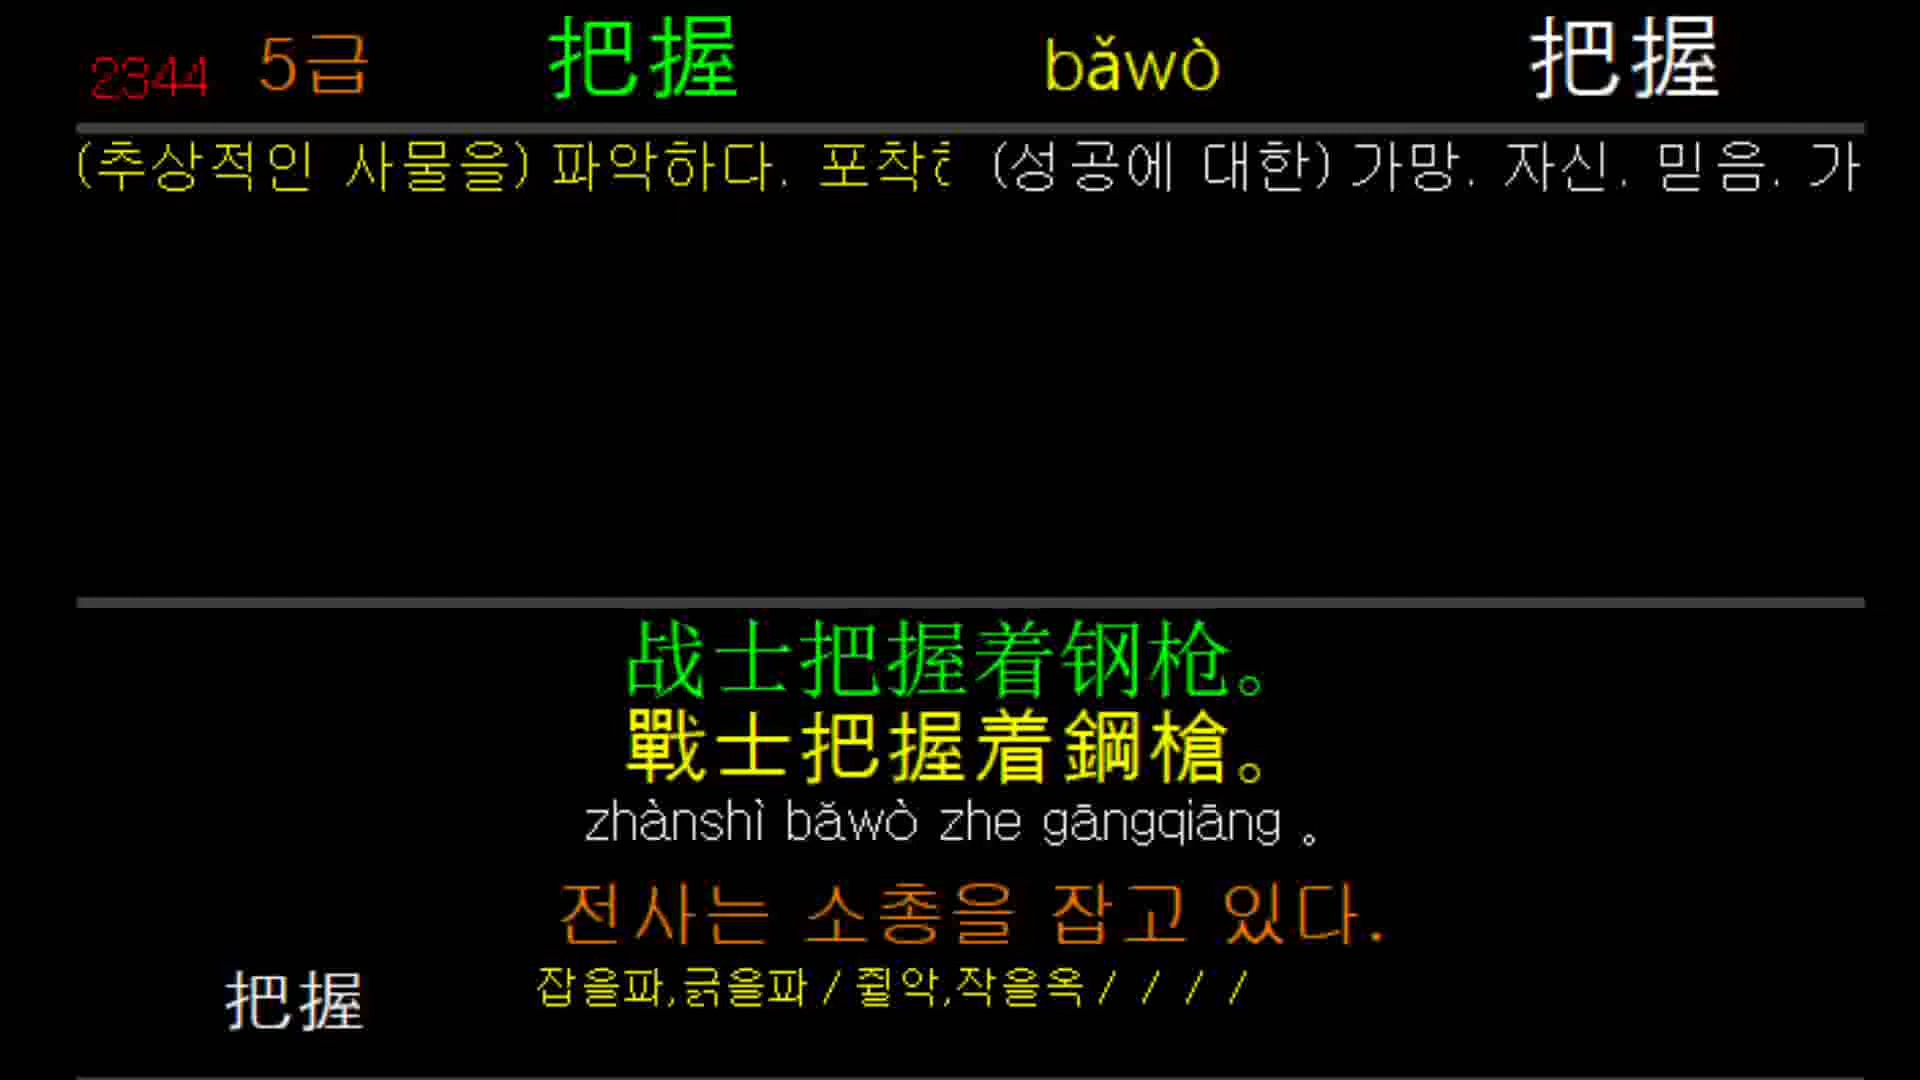 2344 5급 把握 bǎwò 把握
(추상적인 사물을) 파악하다. 포착 (성공에 대한) 가망. 자신. 믿음. 가
战士把握着钢枪。
戰士把握着鋼槍。
zhànshì bǎwò zhe gāngqiāng 。
전사는 소총을 잡고 있다.
把握 잡을파,긁을파 / 쥘악,작을옥 / / / /